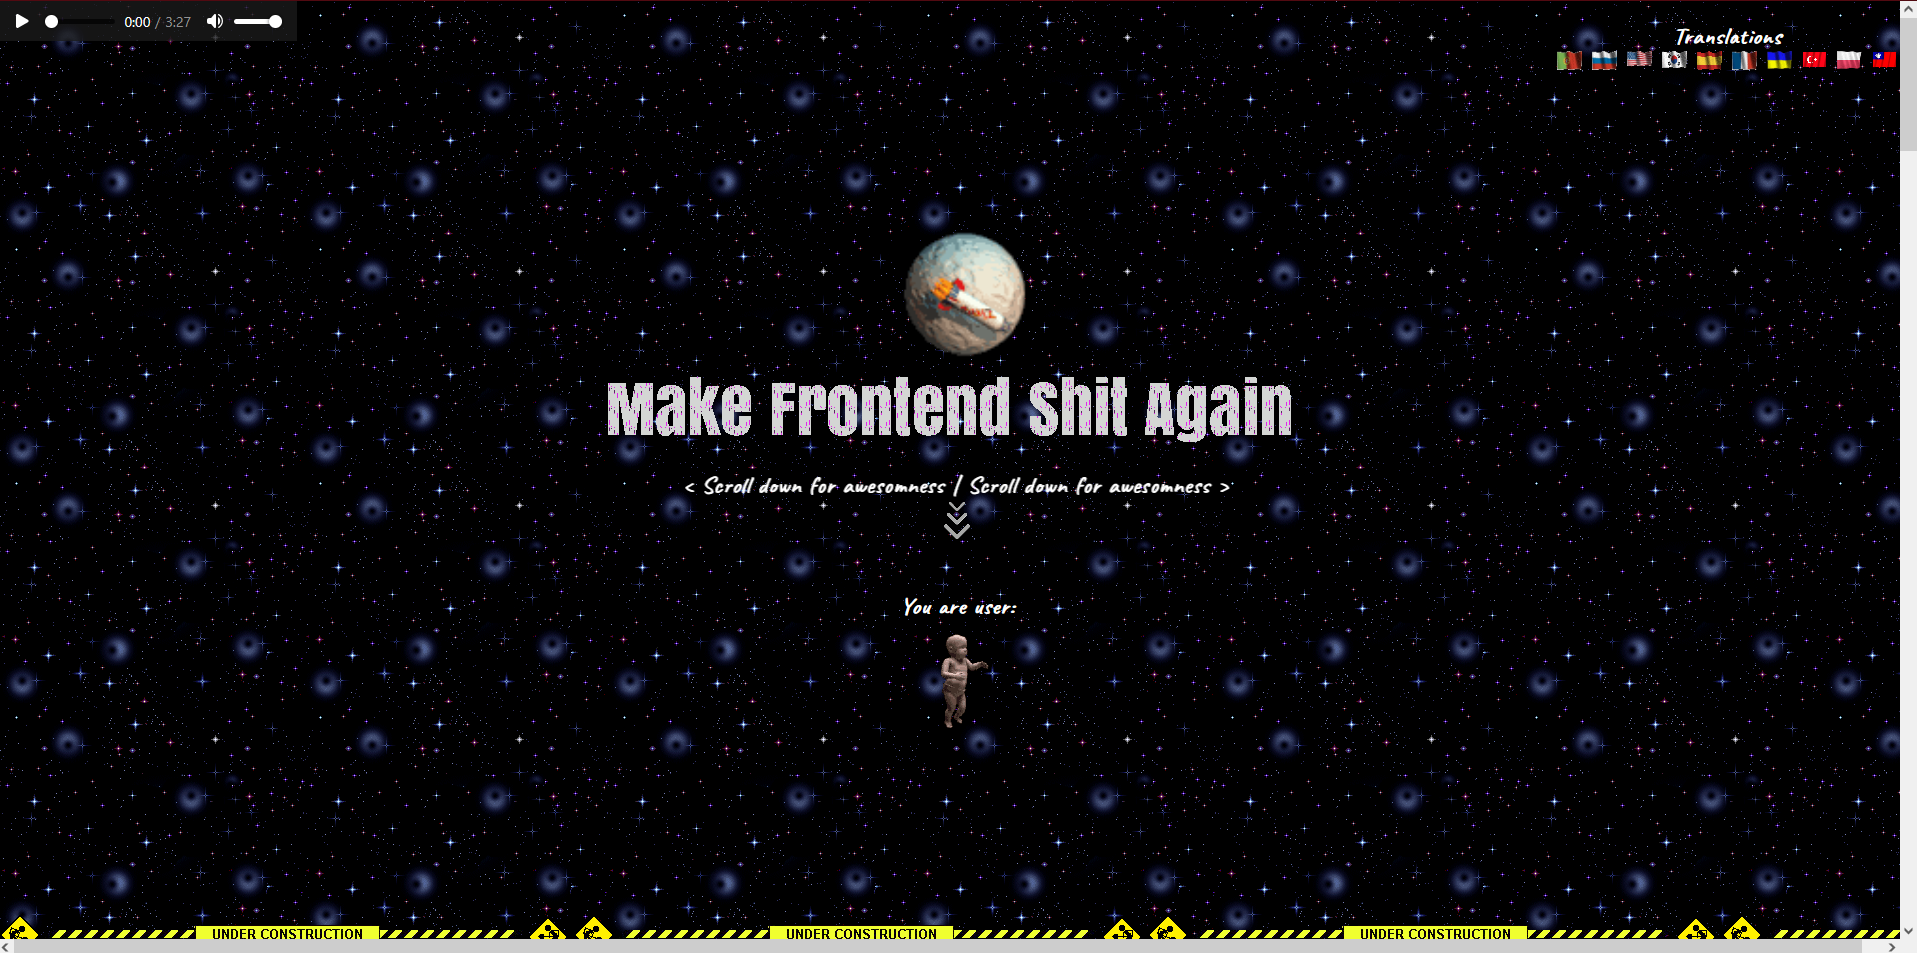 0:00 / 3:27
Translations
Make Frontend Shit Again
< Scroll down for awesomness | Scroll down for awesomness >
You are user:
UNDER CONSTRUCTION UNDER CONSTRUCTION UNDER CONSTRUCTION